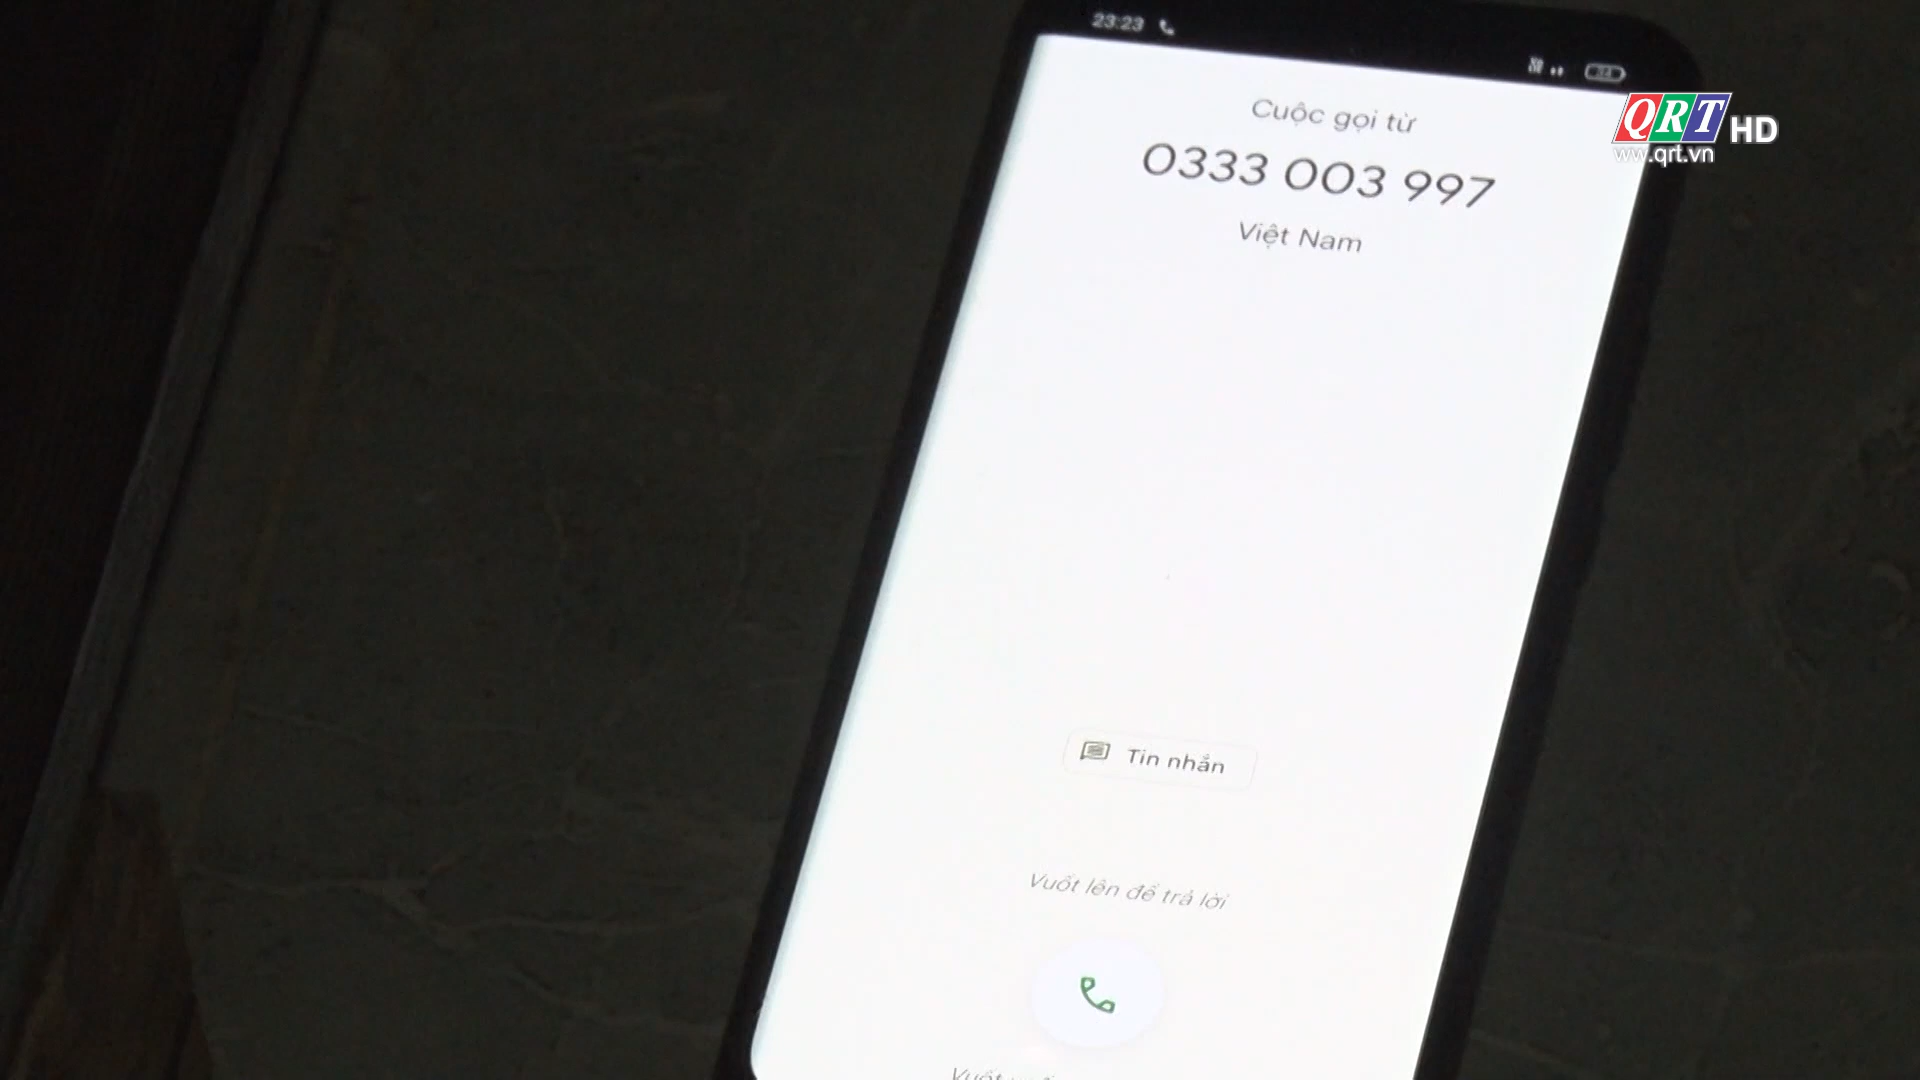 23:23
QRT HD
www.qrt.vn
Cuộc gọi từ
0333 003 997
Việt Nam
Tin nhắn
Vuốt lên để trả lời
Vuốt